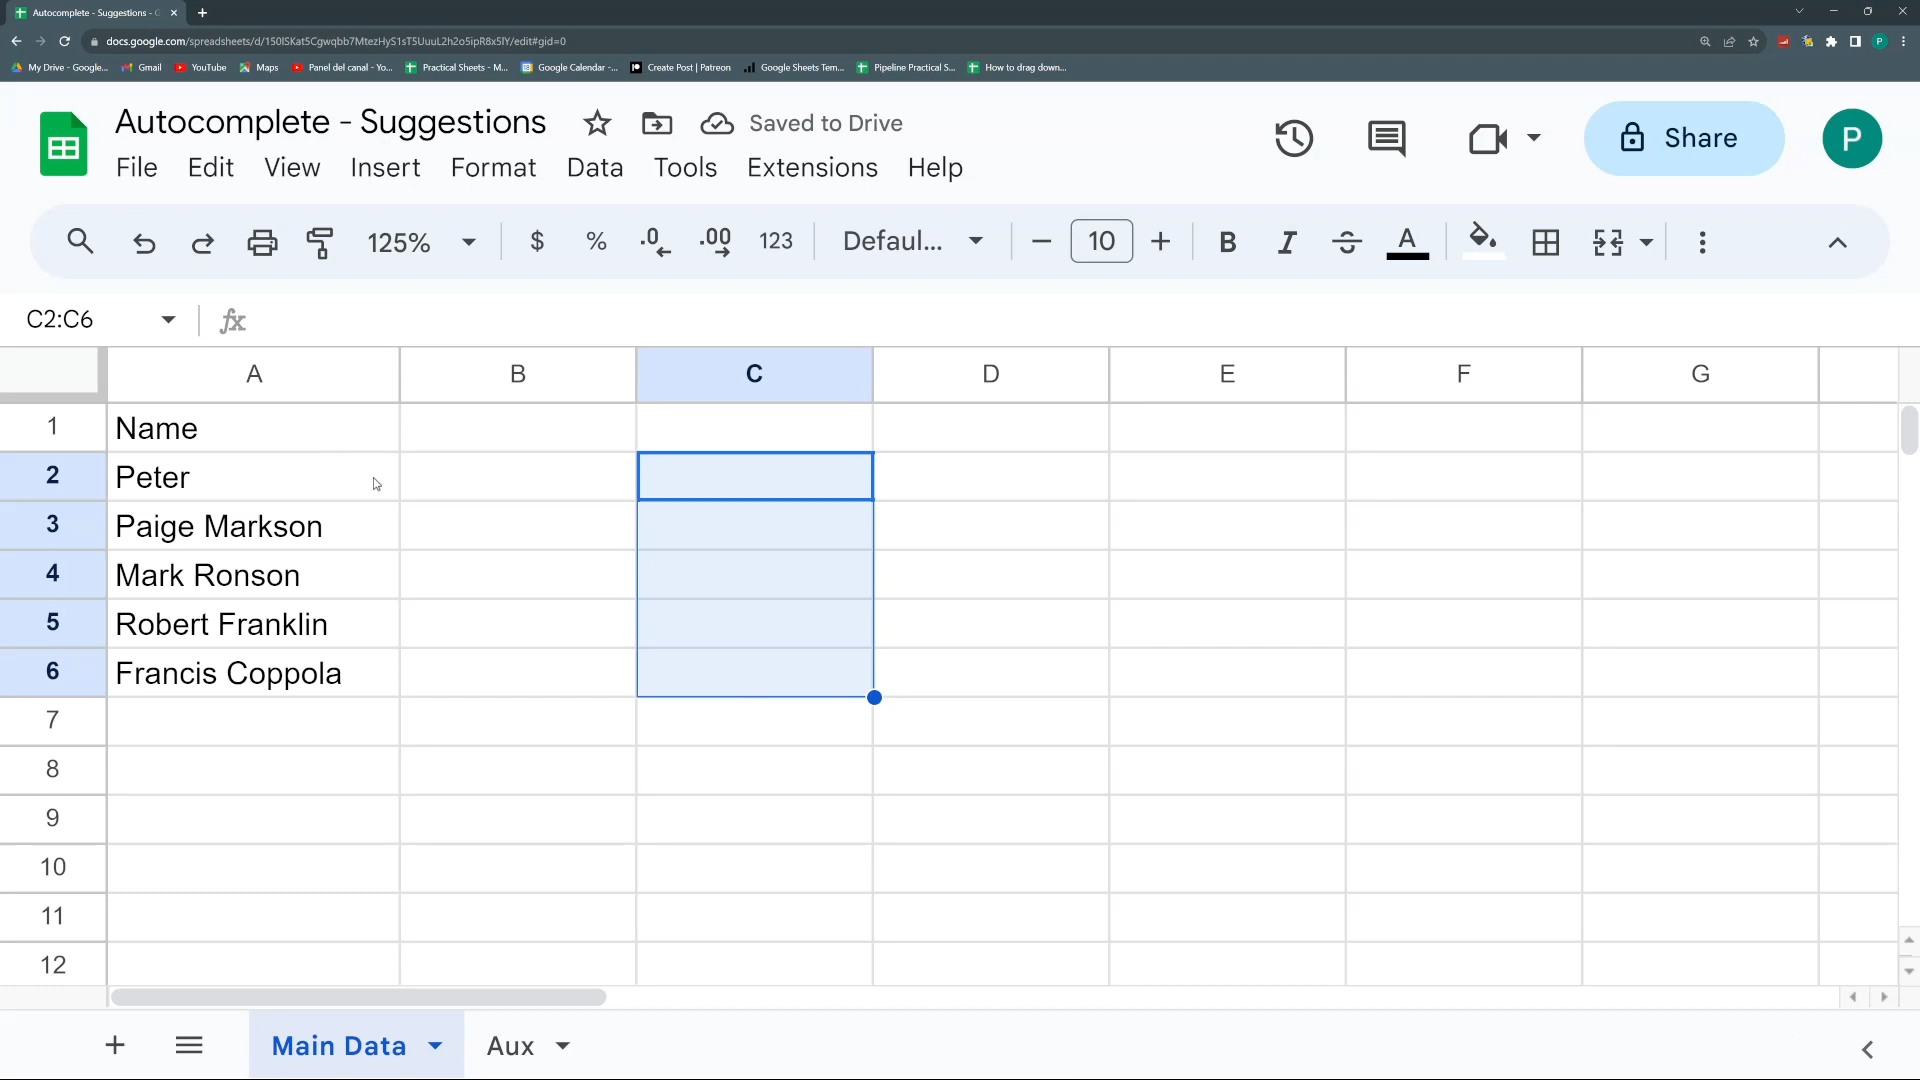 Autocomplete - Suggestions - G
docs.google.com/spreadsheets/d/150ISKat5Cgwqbb7MtezHyS1sT5UuuL2h2o5ipR8x5IY/edit#gid=0
My Drive - Google... Gmail YouTube Maps Panel del canal - Yo... Practical Sheets - M... Google Calendar -... Create Post | Patreon Google Sheets Tem... Pipeline Practical S... How to drag down...
Autocomplete - Suggestions Saved to Drive
File Edit View Insert Format Data Tools Extensions Help
Share P
125% $ % .0 .00 123 Defaul... 10 B I A
C2:C6 fx
A B C D E F G
1 Name
2 Peter
3 Paige Markson
4 Mark Ronson
5 Robert Franklin
6 Francis Coppola
7
8
9
10
11
12
Main Data Aux